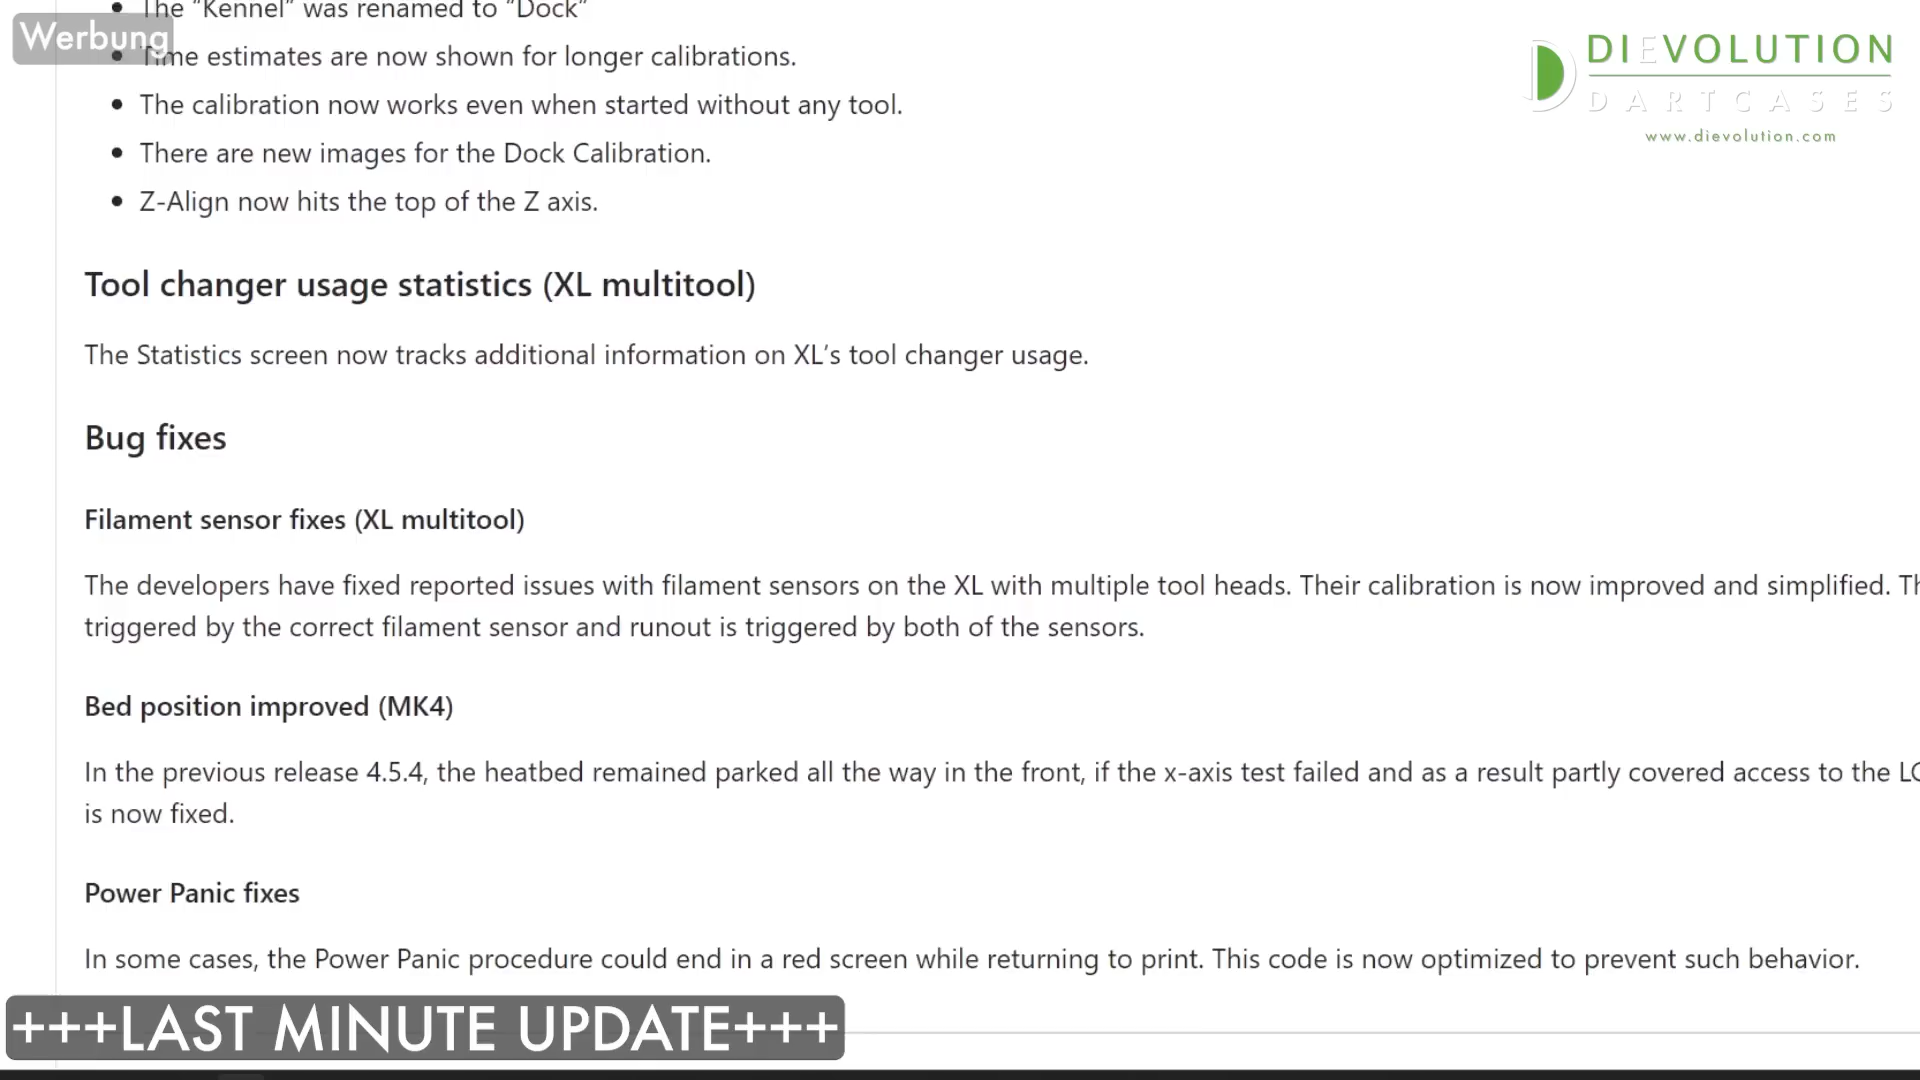 The “Kennel” was renamed to “Dock”
Werbung
Time estimates are now shown for longer calibrations.
The calibration now works even when started without any tool.
There are new images for the Dock Calibration.
Z-Align now hits the top of the Z axis.
DIEVOLUTION
DARTCASES
www.dievolution.com
Tool changer usage statistics (XL multitool)
The Statistics screen now tracks additional information on XL’s tool changer usage.
Bug fixes
Filament sensor fixes (XL multitool)
The developers have fixed reported issues with filament sensors on the XL with multiple tool heads. Their calibration is now improved and simplified.
triggered by the correct filament sensor and runout is triggered by both of the sensors.
Bed position improved (MK4)
In the previous release 4.5.4, the heatbed remained parked all the way in the front, if the x-axis test failed and as a result partly covered access to the
is now fixed.
Power Panic fixes
In some cases, the Power Panic procedure could end in a red screen while returning to print. This code is now optimized to prevent such behavior.
+++LAST MINUTE UPDATE+++